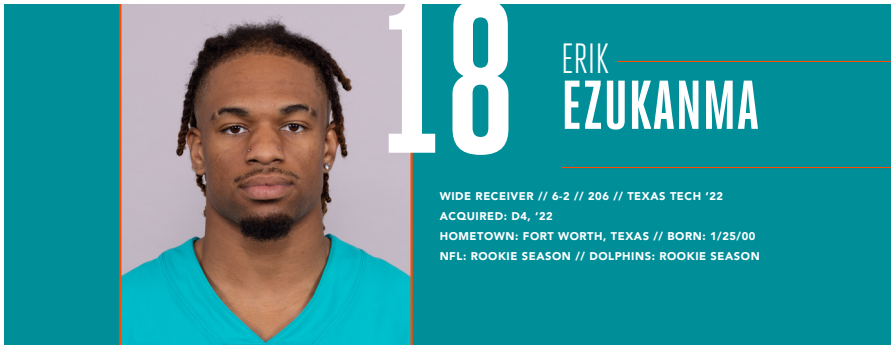 18
ERIK
EZUKANMA
WIDE RECEIVER // 6-2 // 206 // TEXAS TECH ‘22
ACQUIRED: D4, ‘22
HOMETOWN: FORT WORTH, TEXAS // BORN: 1/25/00
NFL: ROOKIE SEASON // DOLPHINS: ROOKIE SEASON